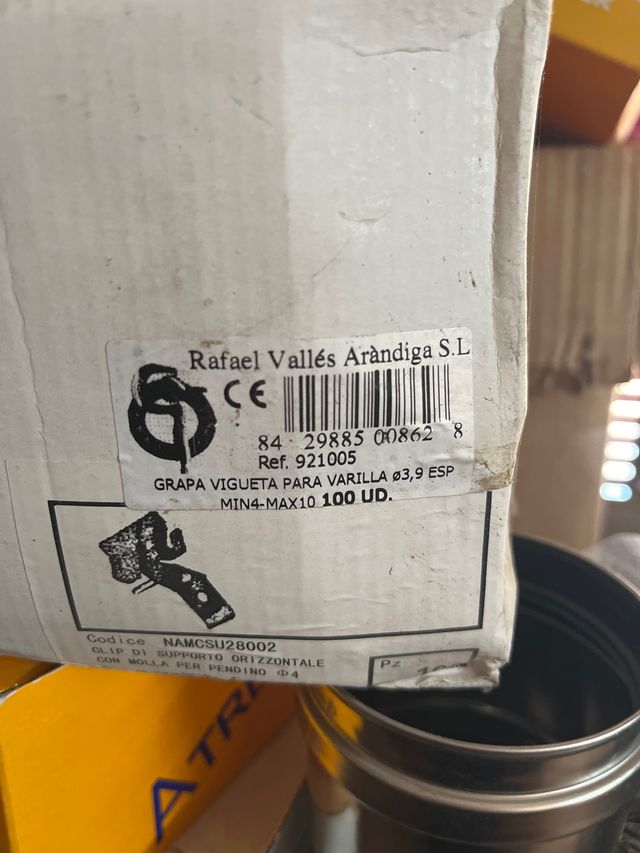 Rafael Vallés Aràndiga S.L
CE
84 29885 00862 8
Ref. 921005
GRAPA VIGUETA PARA VARILLA ø3,9 ESP
MIN4-MAX10 100 UD.
Codice NAMCSU28002
CLIP DI SUPPORTO ORIZZONTALE
CON MOLLA PER PENDINO Φ4
Pz
ATR